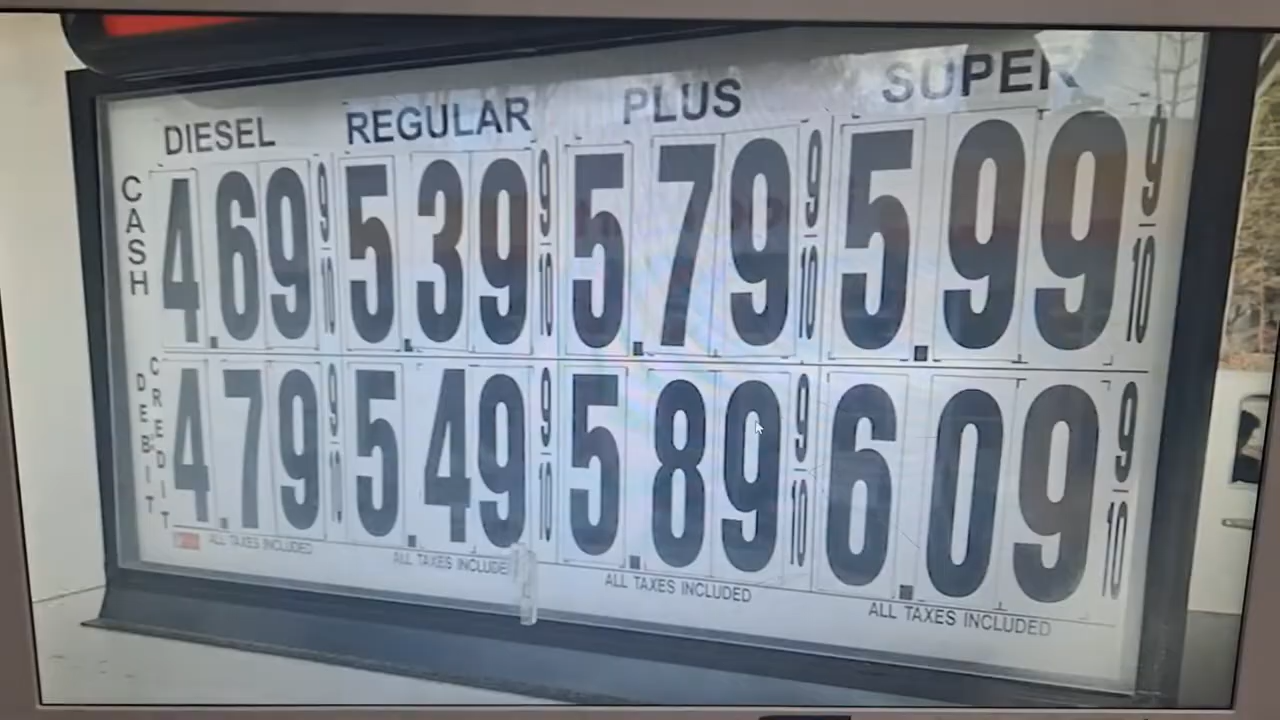 DIESEL REGULAR PLUS SUPER
CASH 4.69 9/10 5.39 9/10 5.79 9/10 5.99 9/10
DEBIT CREDIT 4.79 9/10 5.49 9/10 5.89 9/10 6.09 9/10
ALL TAXES INCLUDED ALL TAXES INCLUDED ALL TAXES INCLUDED ALL TAXES INCLUDED